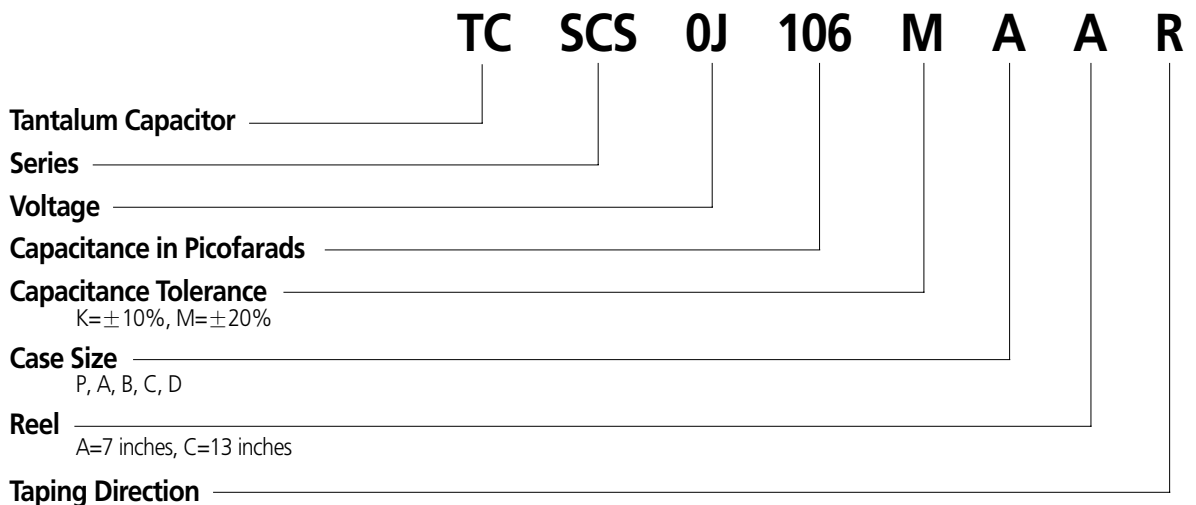 TC SCS 0J 106 M A A R
Tantalum Capacitor
Series
Voltage
Capacitance in Picofarads
Capacitance Tolerance
K=±10%, M=±20%
Case Size
P, A, B, C, D
Reel
A=7 inches, C=13 inches
Taping Direction